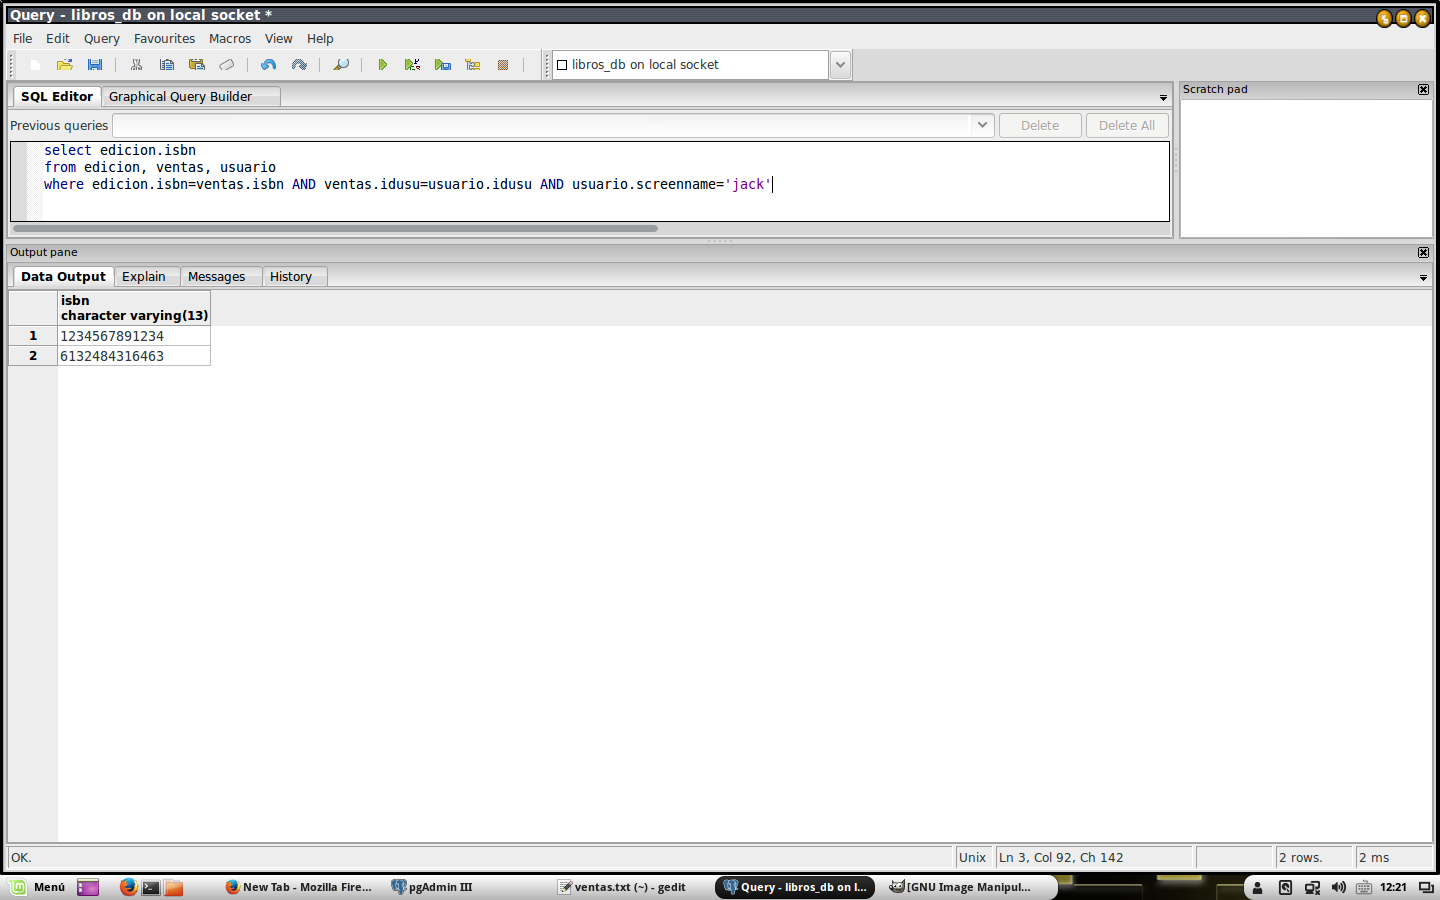 Query - libros_db on local socket *
File Edit Query Favourites Macros View Help
libros_db on local socket
SQL Editor Graphical Query Builder
Scratch pad
Previous queries Delete Delete All
select edicion.isbn
from edicion, ventas, usuario
where edicion.isbn=ventas.isbn AND ventas.idusu=usuario.idusu AND usuario.screenname='jack'
Output pane
Data Output Explain Messages History
isbn
character varying(13)
1 1234567891234
2 6132484316463
OK. Unix Ln 3, Col 92, Ch 142 2 rows. 2 ms
Menú New Tab - Mozilla Fire... pgAdmin III ventas.txt (~) - gedit Query - libros_db on l... [GNU Image Manipul... 12:21